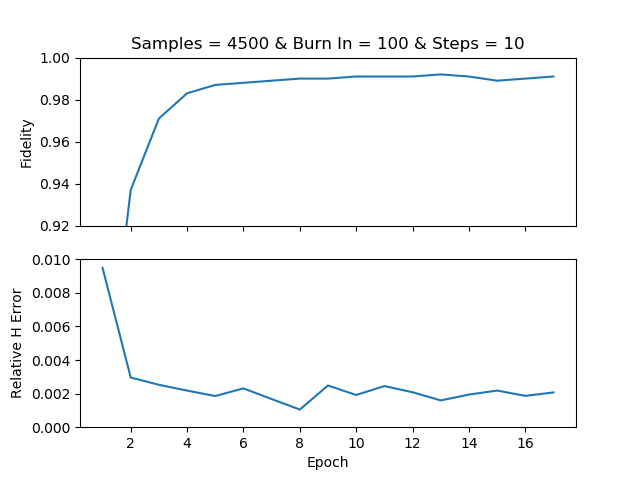 Samples = 4500 & Burn In = 100 & Steps = 10
1.00
0.98
0.96
0.94
0.92
Fidelity
0.010
0.008
0.006
0.004
0.002
0.000
Relative H Error
2 4 6 8 10 12 14 16
Epoch